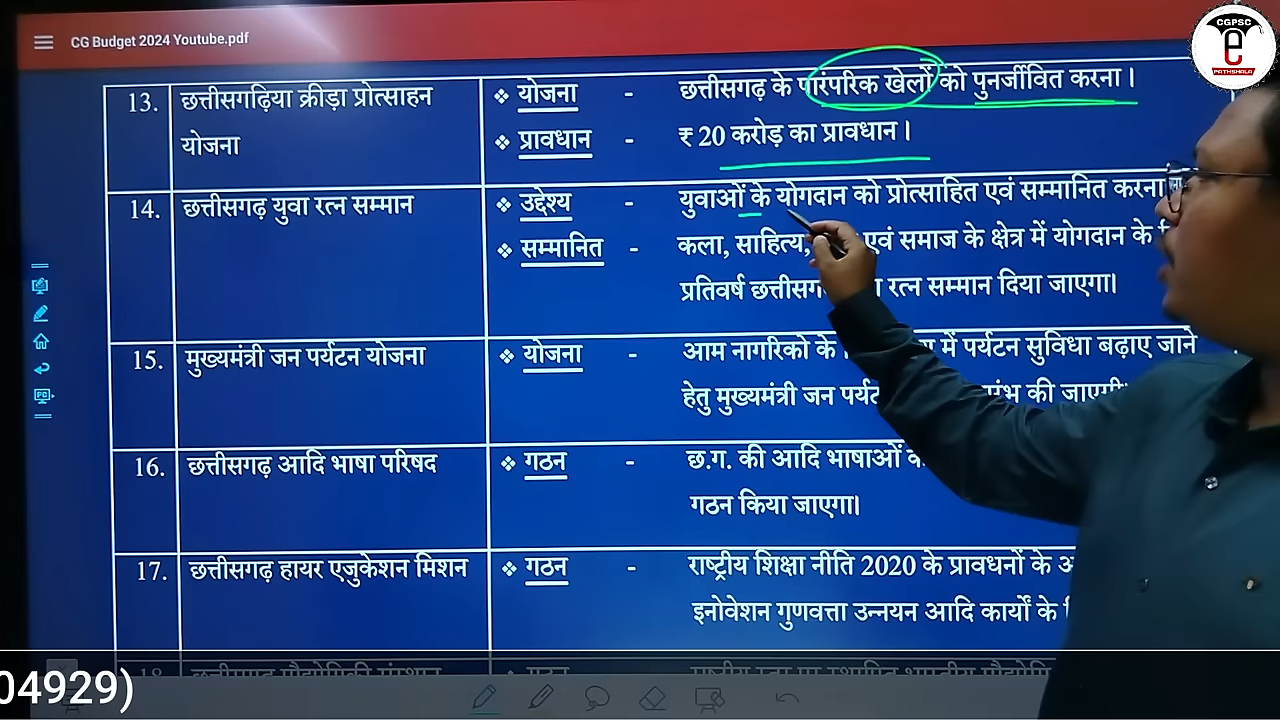 CGPSC
e
PATHSHALA
CG Budget 2024 Youtube.pdf
13. छत्तीसगढ़िया क्रीड़ा प्रोत्साहन ❖ योजना - छत्तीसगढ़ के पारंपरिक खेलों को पुनर्जीवित करना।
योजना ❖ प्रावधान - ₹ 20 करोड़ का प्रावधान।
14. छत्तीसगढ़ युवा रत्न सम्मान ❖ उद्देश्य - युवाओं के योगदान को प्रोत्साहित एवं सम्मानित करना
❖ सम्मानित - कला, साहित्य, एवं समाज के क्षेत्र में योगदान के
प्रतिवर्ष रत्न सम्मान दिया जाएगा।
15. मुख्यमंत्री जन पर्यटन योजना ❖ योजना - आम नागरिको के में पर्यटन सुविधा बढ़ाए जाने
हेतु मुख्यमंत्री जन की
16. छत्तीसगढ़ आदि भाषा परिषद ❖ गठन - छ.ग. की आदि भाषाओं
गठन किया जाएगा।
17. छत्तीसगढ़ हायर एजुकेशन मिशन ❖ गठन - राष्ट्रीय शिक्षा नीति 2020 के प्रावधनों के
इनोवेशन गुणवत्ता उन्नयन आदि कार्यो के
04929)